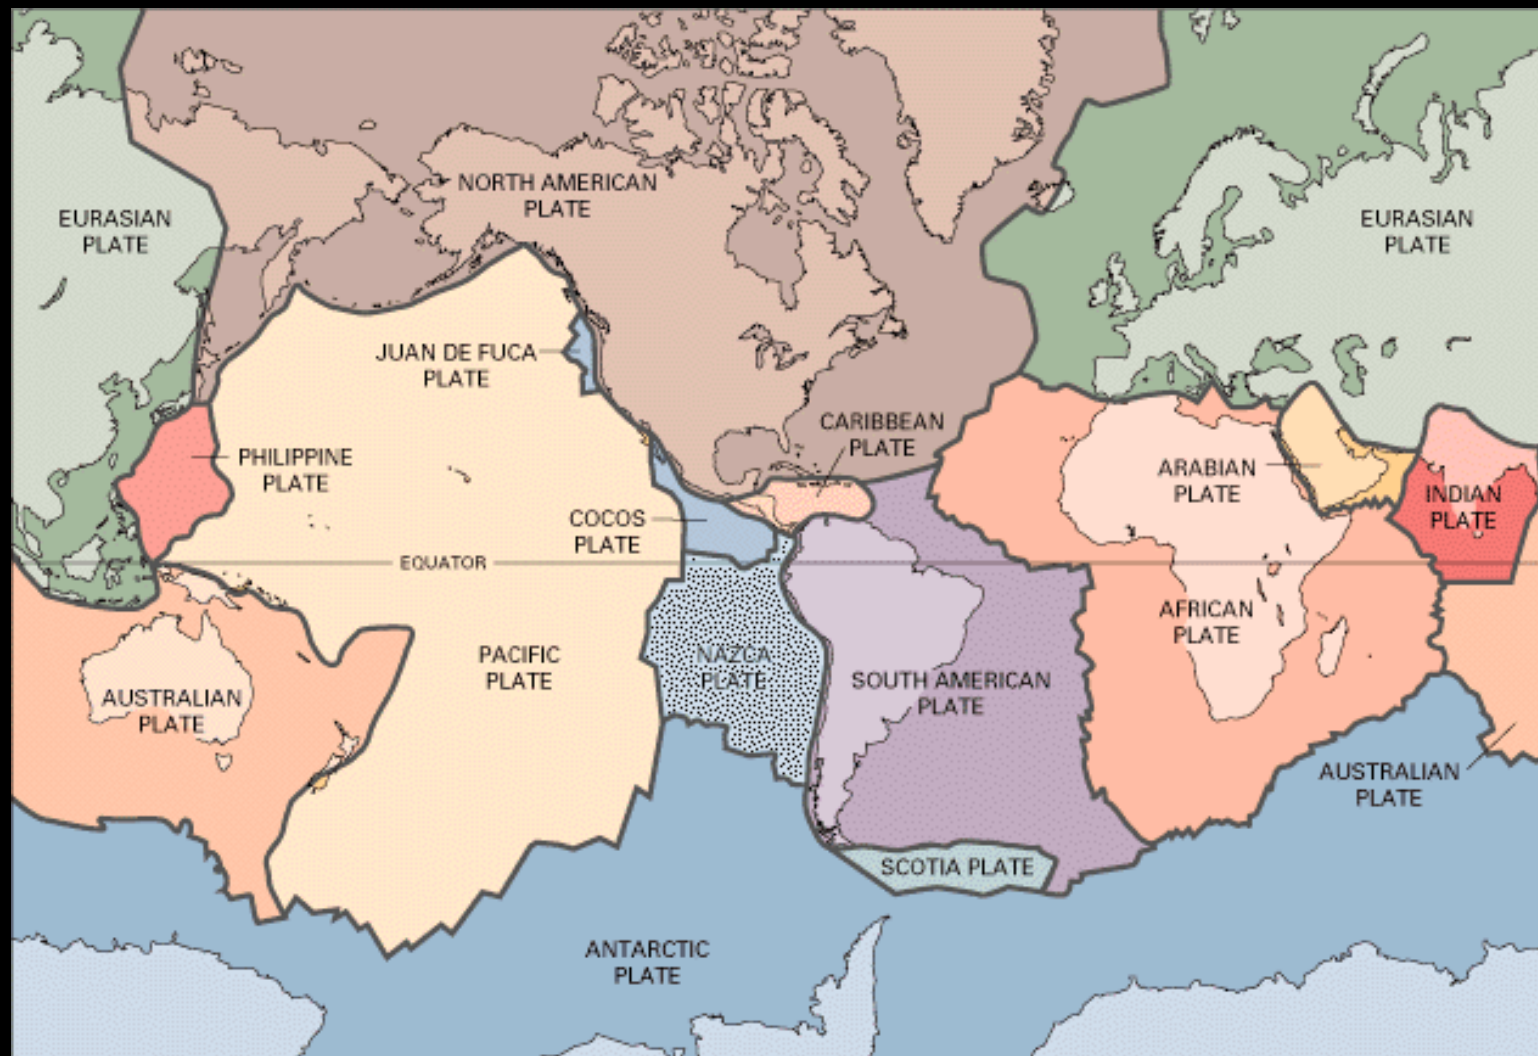 NORTH AMERICAN
PLATE
EURASIAN
PLATE
EURASIAN
PLATE
JUAN DE FUCA
PLATE
CARIBBEAN
PLATE
PHILIPPINE
PLATE
ARABIAN
PLATE
INDIAN
PLATE
COCOS
PLATE
EQUATOR
AFRICAN
PLATE
PACIFIC
PLATE
NAZCA
PLATE
SOUTH AMERICAN
PLATE
AUSTRALIAN
PLATE
AUSTRALIAN
PLATE
SCOTIA PLATE
ANTARCTIC
PLATE